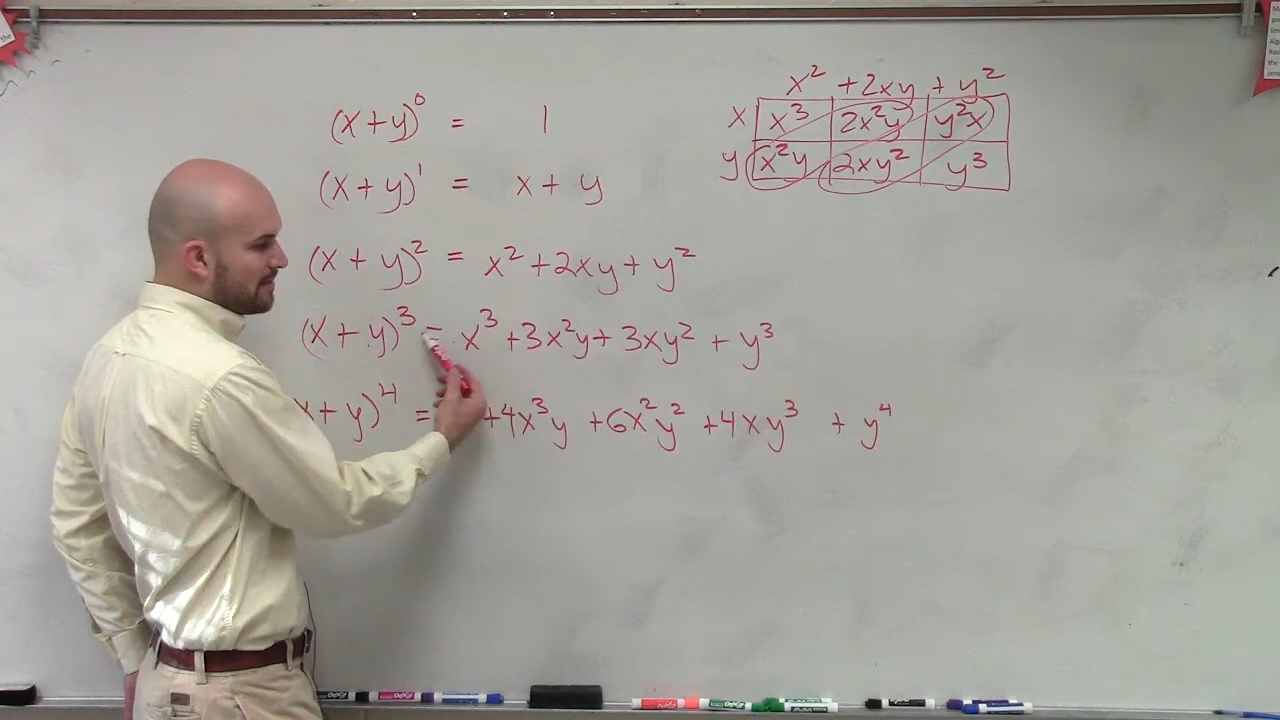 (x+y)⁰ = 1
(x+y)¹ = x + y
(x+y)² = x² +2xy+ y²
(x+y)³ = x³ +3x²y+ 3xy² + y³
x+y)⁴ = +4x³y +6x²y² +4xy³ + y⁴
x² +2xy + y²
x x³ 2x²y y²x
y x²y 2xy² y³